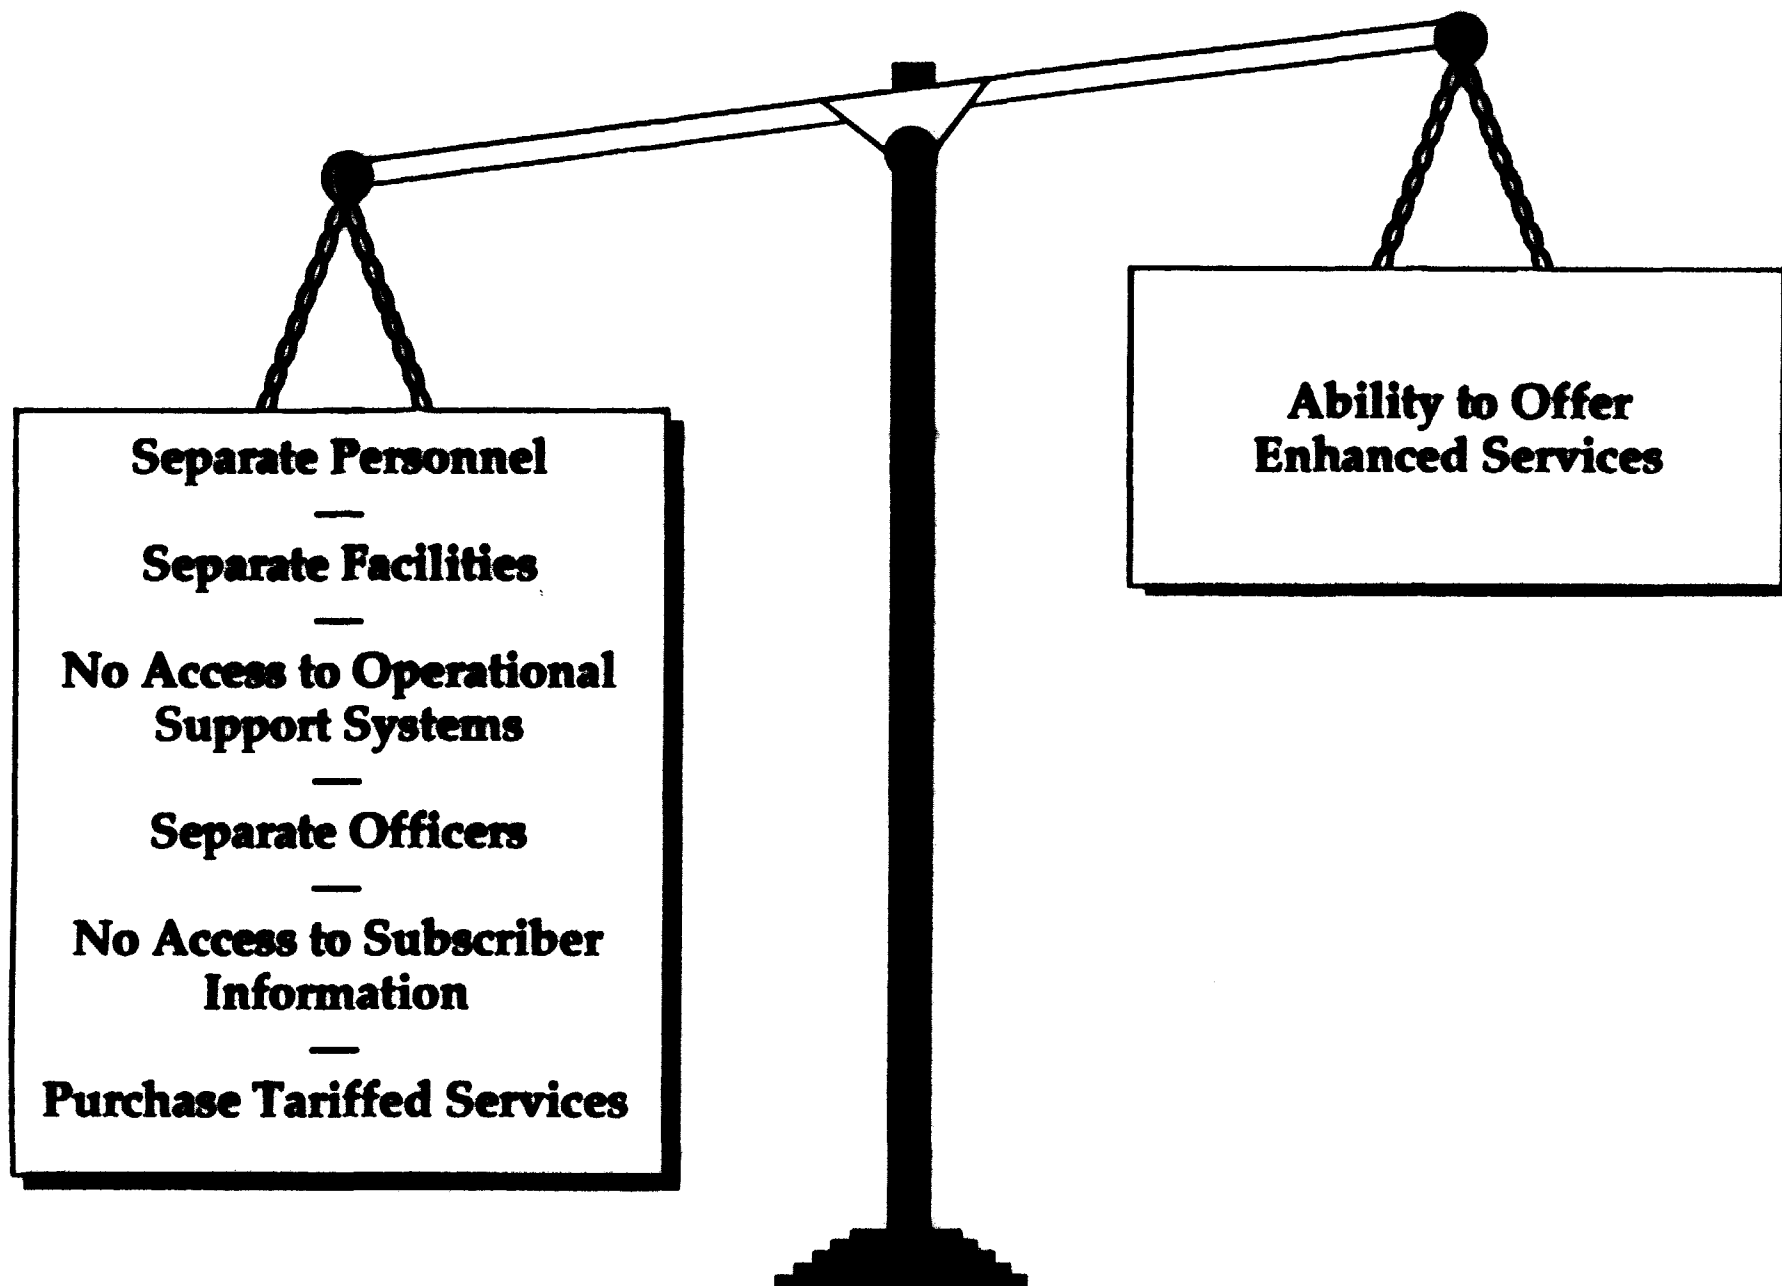 Separate Personnel
—
Separate Facilities
—
No Access to Operational
Support Systems
—
Separate Officers
—
No Access to Subscriber
Information
—
Purchase Tariffed Services
Ability to Offer
Enhanced Services